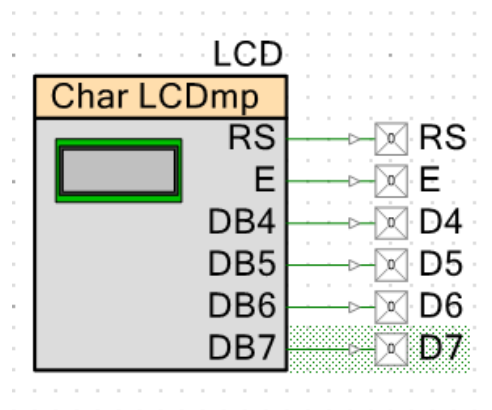 LCD
Char LCDmp
RS RS
E E
DB4 D4
DB5 D5
DB6 D6
DB7 D7